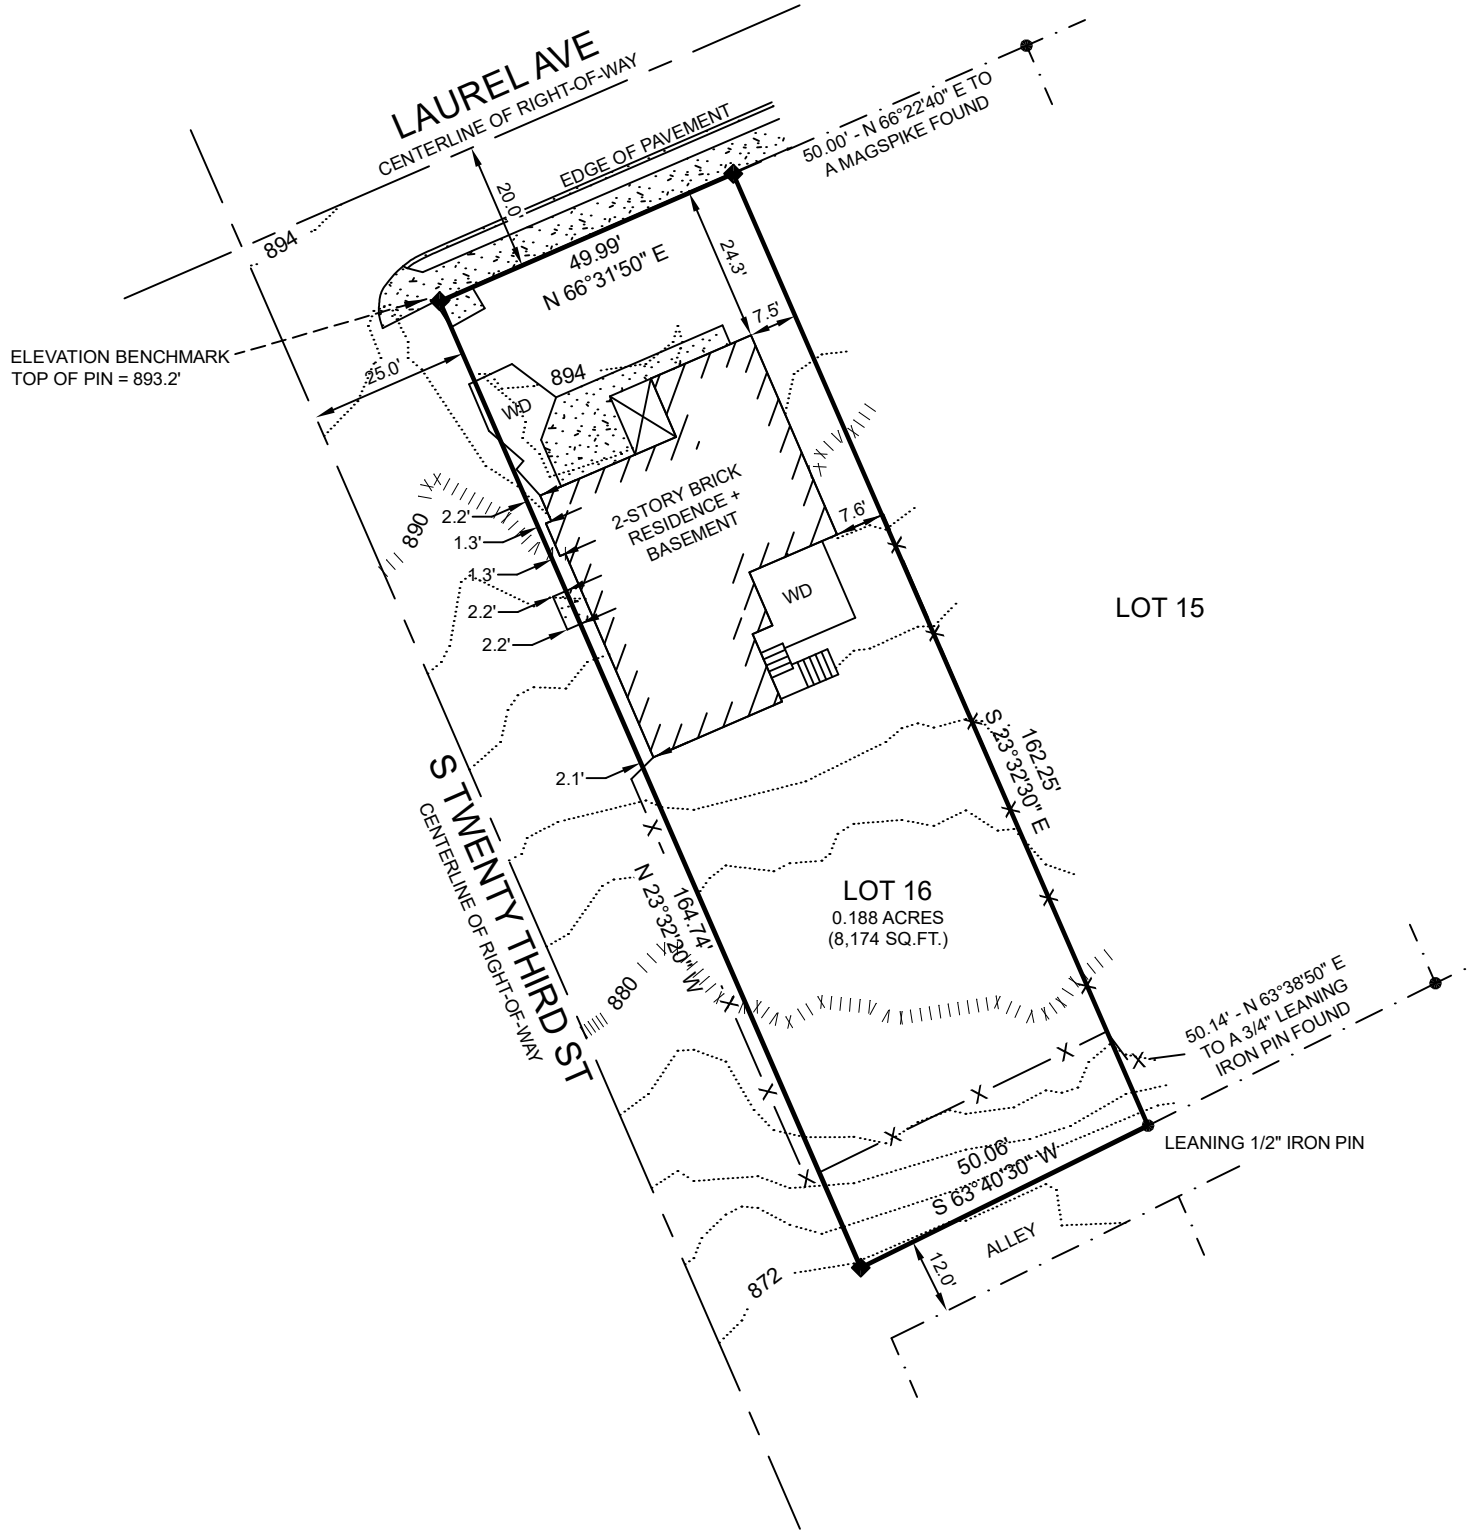 LAUREL AVE
CENTERLINE OF RIGHT-OF-WAY
EDGE OF PAVEMENT
50.00' - N 66°22'40" E TO
A MAGSPIKE FOUND
20.0'
894
49.99'
N 66°31'50" E
24.3'
7.5'
ELEVATION BENCHMARK
TOP OF PIN = 893.2'
25.0'
894
WD
2-STORY BRICK
RESIDENCE +
BASEMENT
890
2.2'
1.3'
1.3'
2.2'
2.2'
7.6'
WD
LOT 15
2.1'
S 23°32'30" E
162.25'
S TWENTY THIRD ST
CENTERLINE OF RIGHT-OF-WAY
LOT 16
0.188 ACRES
(8,174 SQ.FT.)
164.74'
N 23°32'20" W
880
50.14' - N 63°38'50" E
TO A 3/4" LEANING
IRON PIN FOUND
LEANING 1/2" IRON PIN
50.06'
S 63°40'30" W
ALLEY
12.0'
872
X
X
X
X
X
X
X
X
X
X
X
X
X
X